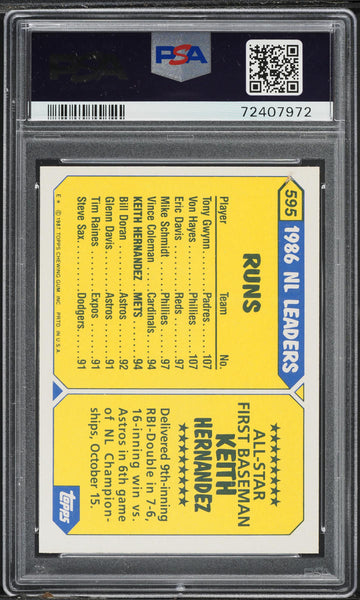 PSA
PSA
72407972
595
1986 NL LEADERS
RUNS
Player Team No.
Tony Gwynn. Padres. 107
Von Hayes. Phillies. 107
Eric Davis. Reds. 97
Mike Schmidt. Phillies. 97
Vince Coleman. Cardinals. 94
KEITH HERNANDEZ METS. 94
Bill Doran. Astros. 92
Glenn Davis. Astros. 91
Tim Raines. Expos. 91
Steve Sax. Dodgers. 91
E* © 1987 TOPPS CHEWING GUM, INC. PRTD. IN U.S.A.
ALL-STAR
FIRST BASEMAN
KEITH
HERNANDEZ
Delivered 9th-inning
RBI-Double in 7-6,
16-inning win vs.
Astros in 6th game
of NL Champion-
ships, October 15.
topps